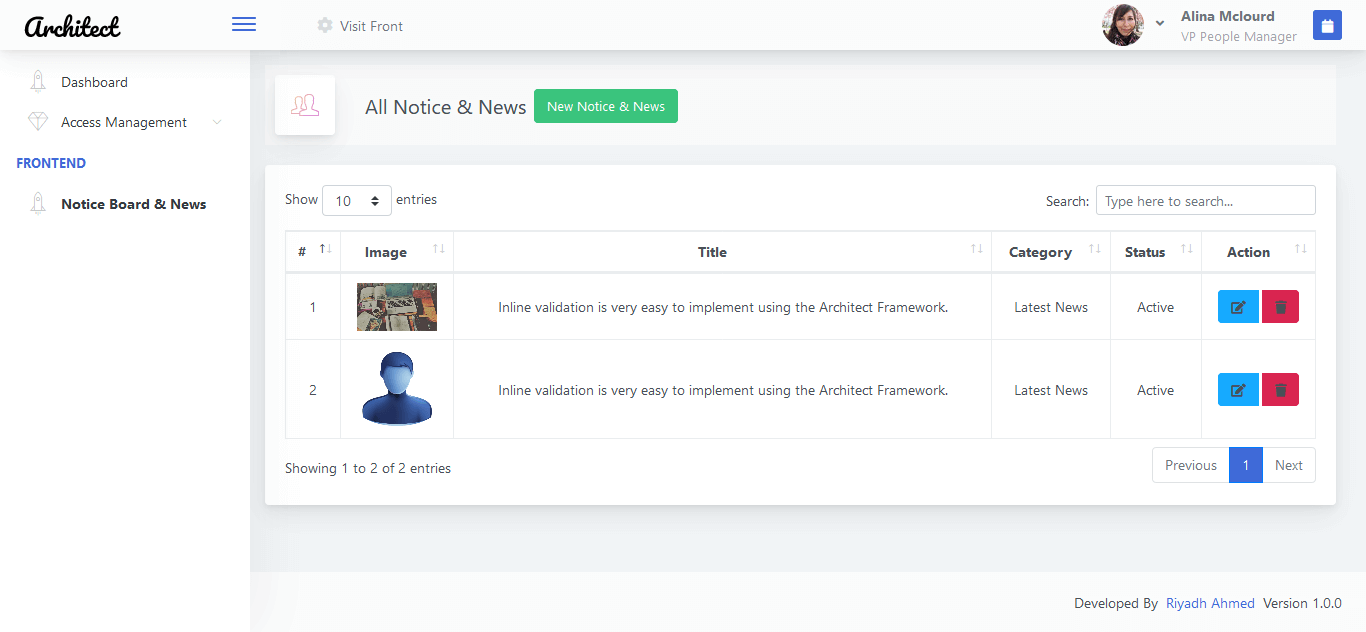 Architect
Visit Front
Alina Mclourd
VP People Manager
Dashboard
Access Management
FRONTEND
Notice Board & News
All Notice & News
New Notice & News
Show 10 entries
Search: Type here to search...
# Image Title Category Status Action
1 Inline validation is very easy to implement using the Architect Framework. Latest News Active
2 Inline validation is very easy to implement using the Architect Framework. Latest News Active
Showing 1 to 2 of 2 entries
Previous 1 Next
Developed By Riyadh Ahmed Version 1.0.0